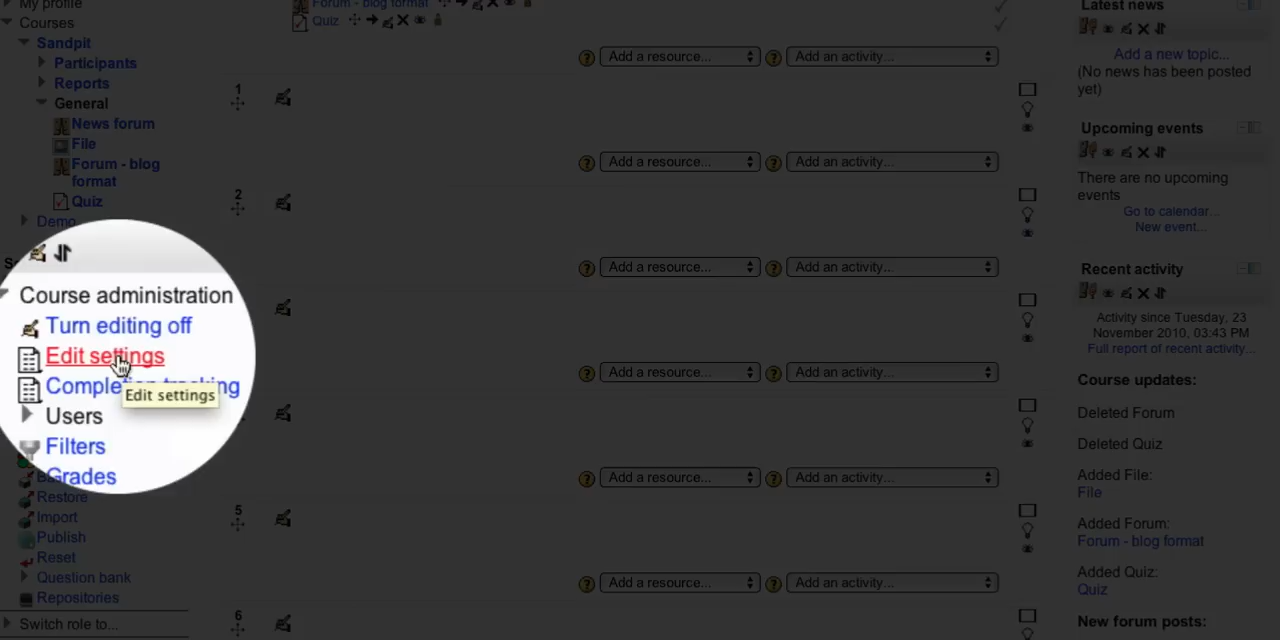 My profile
Courses
Sandpit
Participants
Reports
General
News forum
File
Forum - blog
format
Quiz
Demo
Course administration
Turn editing off
Edit settings
Completion tracking
Edit settings
Users
Filters
Grades
Restore
Import
Publish
Reset
Question bank
Repositories
Switch role to...
Forum - blog format
Quiz
Add a resource... Add an activity...
1
Add a resource... Add an activity...
2
Add a resource... Add an activity...
Add a resource... Add an activity...
Add a resource... Add an activity...
5
Add a resource... Add an activity...
6
Latest news
Add a new topic...
(No news has been posted
yet)
Upcoming events
There are no upcoming
events
Go to calendar...
New event...
Recent activity
Activity since Tuesday, 23
November 2010, 03:43 PM
Full report of recent activity...
Course updates:
Deleted Forum
Deleted Quiz
Added File:
File
Added Forum:
Forum - blog format
Added Quiz:
Quiz
New forum posts: